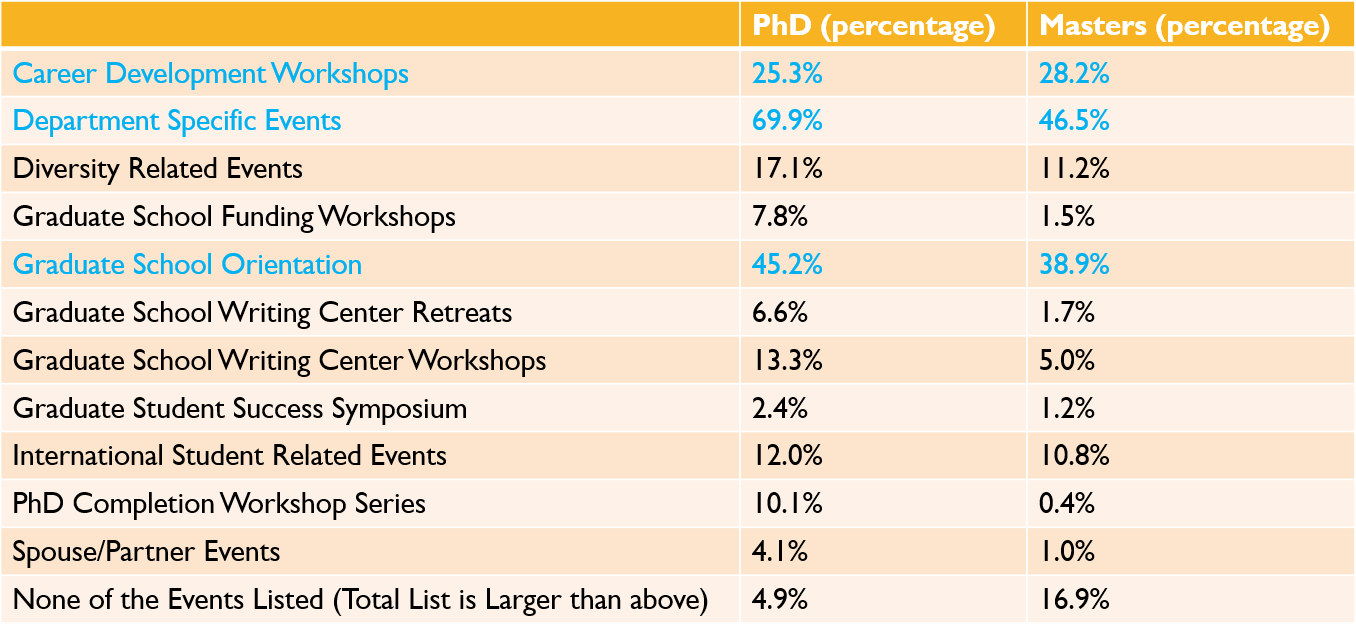 PhD (percentage) Masters (percentage)
Career Development Workshops 25.3% 28.2%
Department Specific Events 69.9% 46.5%
Diversity Related Events 17.1% 11.2%
Graduate School Funding Workshops 7.8% 1.5%
Graduate School Orientation 45.2% 38.9%
Graduate School Writing Center Retreats 6.6% 1.7%
Graduate School Writing Center Workshops 13.3% 5.0%
Graduate Student Success Symposium 2.4% 1.2%
International Student Related Events 12.0% 10.8%
PhD Completion Workshop Series 10.1% 0.4%
Spouse/Partner Events 4.1% 1.0%
None of the Events Listed (Total List is Larger than above) 4.9% 16.9%